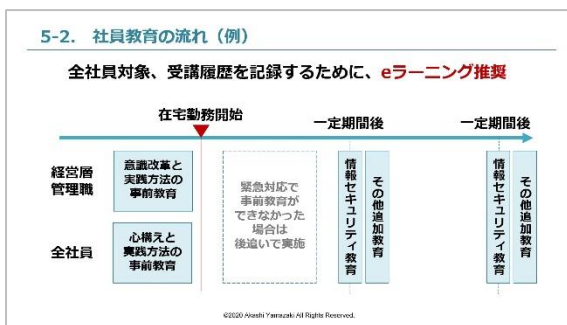 5-2. 社員教育の流れ（例）
全社員対象、受講履歴を記録するために、eラーニング推奨
在宅勤務開始
一定期間後
一定期間後
経営層
管理職
意識改革と
実践方法の
事前教育
全社員
心構えと
実践方法の
事前教育
緊急対応で
事前教育が
できなかった
場合は
後追いで実施
情報セキュリティ教育
その他追加教育
情報セキュリティ教育
その他追加教育
©2020 Akashi Yamazaki All Rights Reserved.